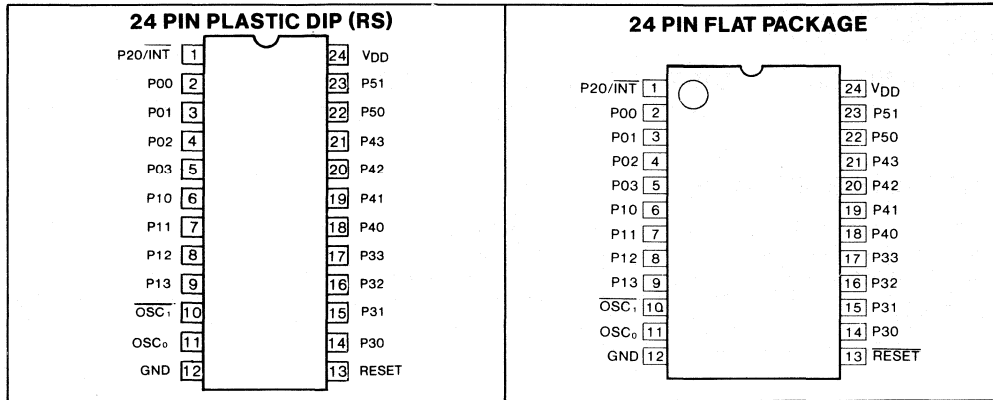 24 PIN PLASTIC DIP (RS)
P20/INT 1 24 VDD
P00 2 23 P51
P01 3 22 P50
P02 4 21 P43
P03 5 20 P42
P10 6 19 P41
P11 7 18 P40
P12 8 17 P33
P13 9 16 P32
OSC₁ 10 15 P31
OSC₀ 11 14 P30
GND 12 13 RESET
24 PIN FLAT PACKAGE
P20/INT 1 24 VDD
P00 2 23 P51
P01 3 22 P50
P02 4 21 P43
P03 5 20 P42
P10 6 19 P41
P11 7 18 P40
P12 8 17 P33
P13 9 16 P32
OSC₁ 10 15 P31
OSC₀ 11 14 P30
GND 12 13 RESET